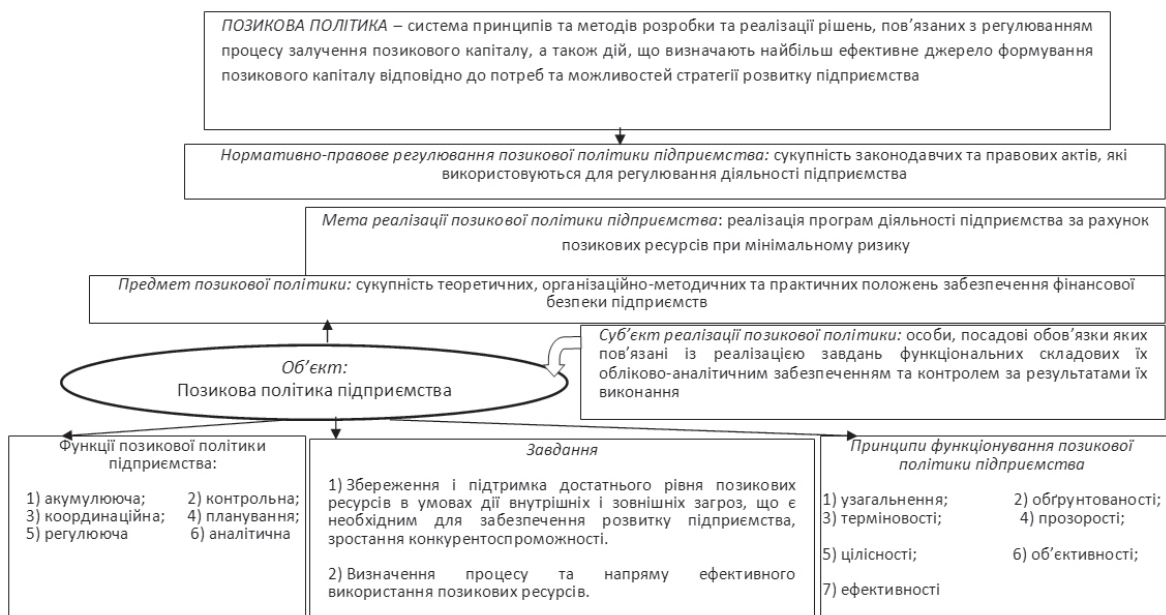 ПОЗИКОВА ПОЛІТИКА – система принципів та методів розробки та реалізації рішень, пов’язаних з регулюванням
процесу залучення позикового капіталу, а також дій, що визначають найбільш ефективне джерело формування
позикового капіталу відповідно до потреб та можливостей стратегії розвитку підприємства
Нормативно-правове регулювання позикової політики підприємства: сукупність законодавчих та правових актів, які
використовуються для регулювання діяльності підприємства
Мета реалізації позикової політики підприємства: реалізація програм діяльності підприємства за рахунок
позикових ресурсів при мінімальному ризику
Предмет позикової політики: сукупність теоретичних, організаційно-методичних та практичних положень забезпечення фінансової
безпеки підприємств
Суб’єкт реалізації позикової політики: особи, посадові обов’язки яких
пов’язані із реалізацією завдань функціональних складових їх
обліково-аналітичним забезпеченням та контролем за результатами їх
виконання
Об’єкт:
Позикова політика підприємства
Функції позикової політики
підприємства:
1) акумулююча; 2) контрольна;
3) координаційна; 4) планування;
5) регулююча 6) аналітична
Завдання
1) Збереження і підтримка достатнього рівня позикових
ресурсів в умовах дії внутрішніх і зовнішніх загроз, що є
необхідним для забезпечення розвитку підприємства,
зростання конкурентоспроможності.
2) Визначення процесу та напряму ефективного
використання позикових ресурсів.
Принципи функціонування позикової
політики підприємства
1) узагальнення; 2) обґрунтованості;
3) терміновості; 4) прозорості;
5) цілісності; 6) об’єктивності;
7) ефективності